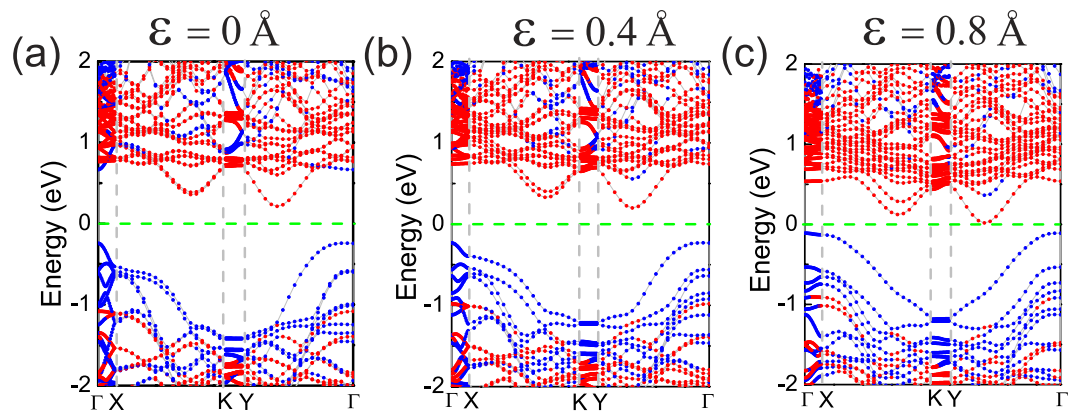 (a) ε = 0 Å (b) ε = 0.4 Å (c) ε = 0.8 Å
2 2 2
1 1 1
0 0 0
-1 -1 -1
2 2 2
Energy (eV) Energy (eV) Energy (eV)
Γ X K Y Γ X K Y Γ X K Y Γ